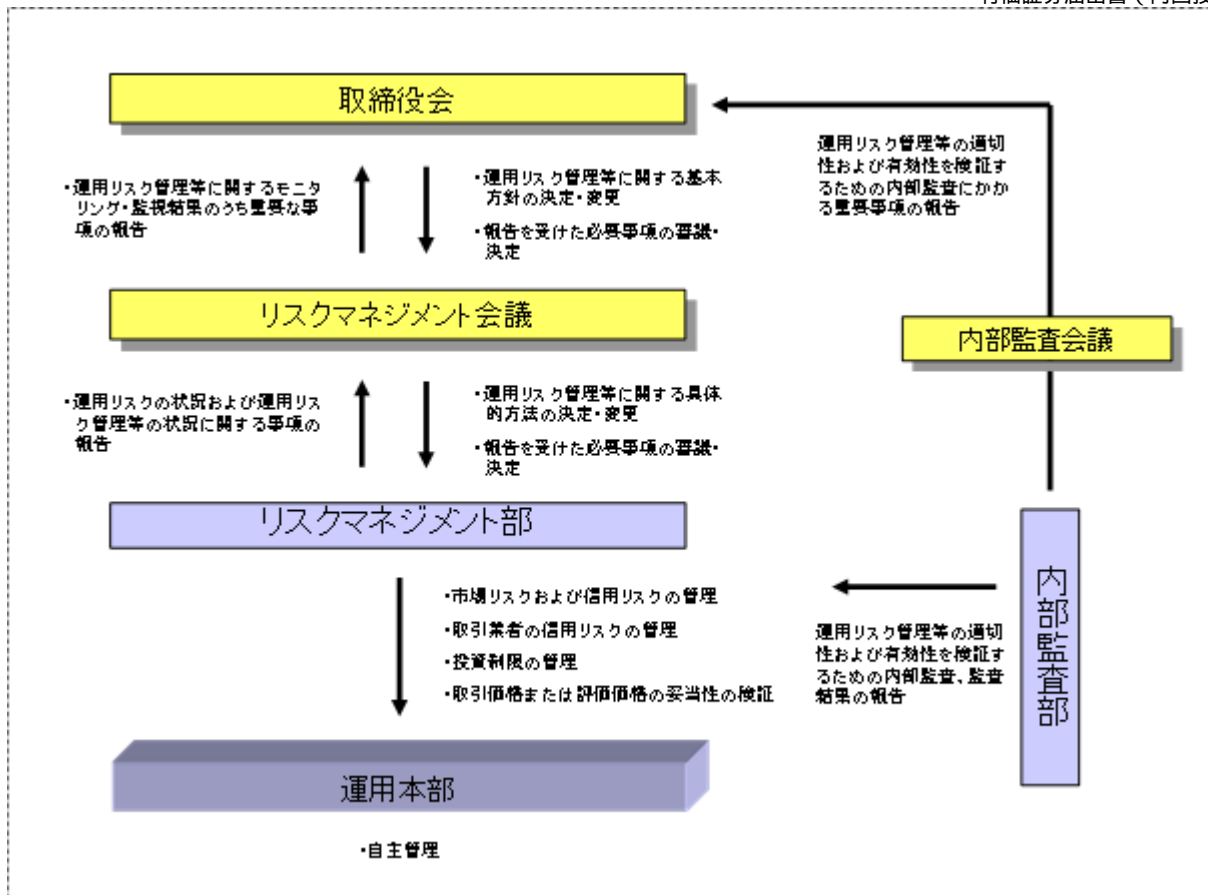 取締役会
・運用リスク管理等に関するモニタ
リング・監視結果のうち重要な事
項の報告
・運用リスク管理等に関する基本
方針の決定・変更
・報告を受けた必要事項の審議・
決定
運用リスク管理等の適切
性および有効性を検証す
るための内部監査にかか
る重要事項の報告
リスクマネジメント会議
内部監査会議
・運用リスクの状況および運用リス
ク管理等の状況に関する事項の
報告
・運用リスク管理等に関する具体
的方法の決定・変更
・報告を受けた必要事項の審議・
決定
リスクマネジメント部
内部監査部
・市場リスクおよび信用リスクの管理
・取引業者の信用リスクの管理
・投資制限の管理
・取引価格または評価価格の妥当性の検証
運用リスク管理等の適切
性および有効性を検証す
るための内部監査、監査
結果の報告
運用本部
・自主管理